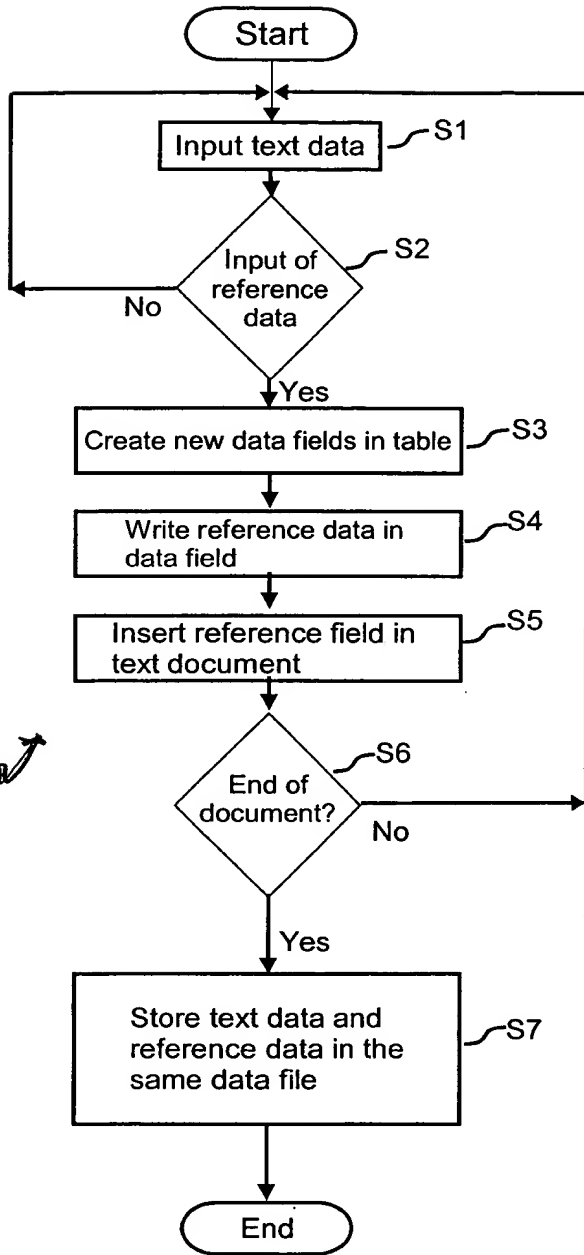 Start
Input text data
S1
Input of
reference
data
S2
No
Yes
Create new data fields in table
S3
Write reference data in
data field
S4
Insert reference field in
text document
S5
End of
document?
S6
No
Yes
Store text data and
reference data in the
same data file
S7
End